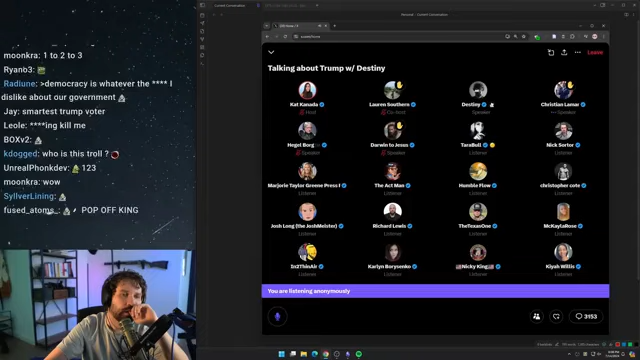 moonkra: 1 to 2 to 3
Ryanb3:
Radiune: >democracy is whatever the **** I
dislike about our government
Jay: smartest trump voter
Leole: ****ing kill me
BOXv2:
kdogged: who is this troll ?
UnrealPhonkdev: 123
moonkra: wow
SyllverLining:
fused_atoms_: POP OFF KING
Leave
Talking about Trump w/ Destiny
Kat Kanada Lauren Southern Destiny Christian Lamar
Host Co-host Speaker Speaker
Hegel Borg Darwin to Jesus TaraBull Nick Sortor
Speaker Speaker Listener Listener
Marjorie Taylor Greene Press The Act Man Humble Flow christopher cote
Listener Listener Listener Listener
Josh Long (the JoshMeister) Richard Lewis TheTexasOne McKaylaRose
Listener Listener Listener Listener
Its2ThinAir Karlyn Borysenko Nicky King Kiyah Willis
Listener Listener Listener Listener
You are listening anonymously
3153